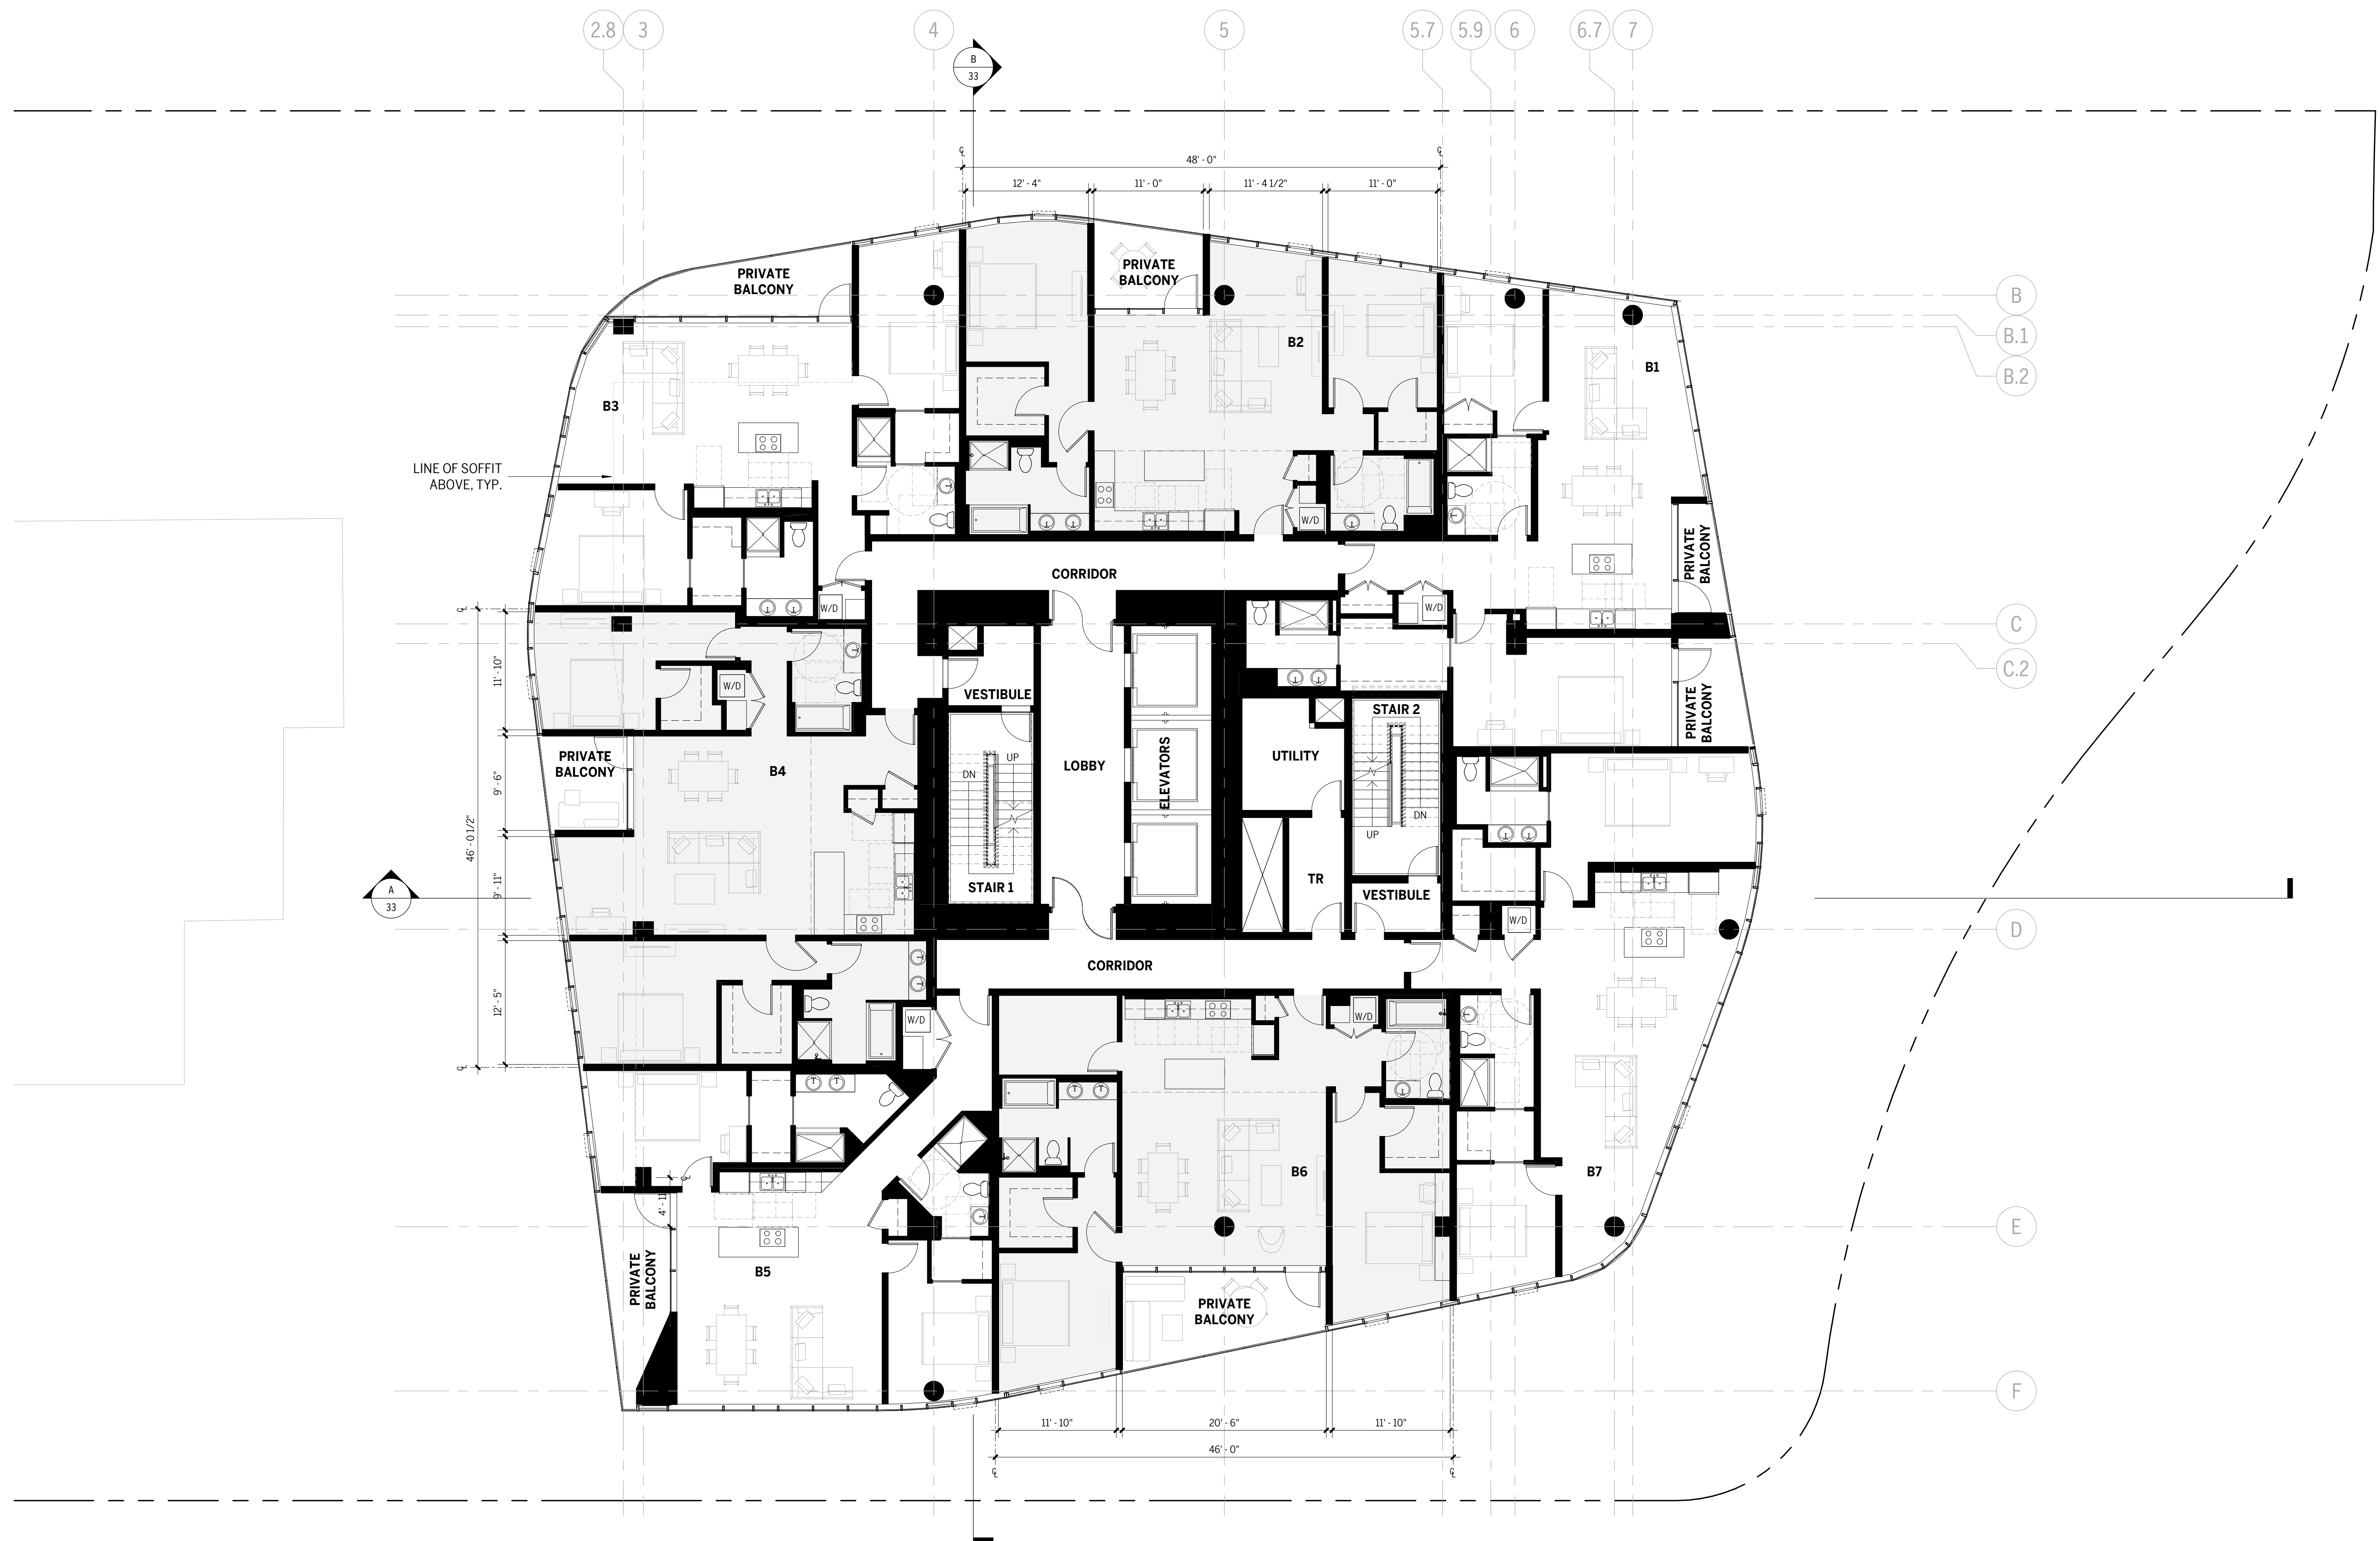 2.8
3
4
5
5.7
5.9
6
6.7
7
B
33
℄
℄
48' - 0"
12' - 4"
11' - 0"
11' - 4 1/2"
11' - 0"
PRIVATE
BALCONY
PRIVATE
BALCONY
B
B.1
B.2
B2
B1
B3
LINE OF SOFFIT
ABOVE, TYP.
W/D
PRIVATE
BALCONY
CORRIDOR
W/D
W/D
℄
C
C.2
11' - 10"
W/D
VESTIBULE
PRIVATE
BALCONY
STAIR 2
PRIVATE
BALCONY
B4
UP
DN
LOBBY
ELEVATORS
UTILITY
9' - 6"
46' - 0 1/2"
DN
UP
STAIR 1
TR
VESTIBULE
9' - 11"
A
33
W/D
D
CORRIDOR
12' - 5"
W/D
W/D
℄
B6
B7
℄
4' - 11"
E
PRIVATE
BALCONY
B5
PRIVATE
BALCONY
F
11' - 10"
20' - 6"
11' - 10"
46' - 0"
℄
℄